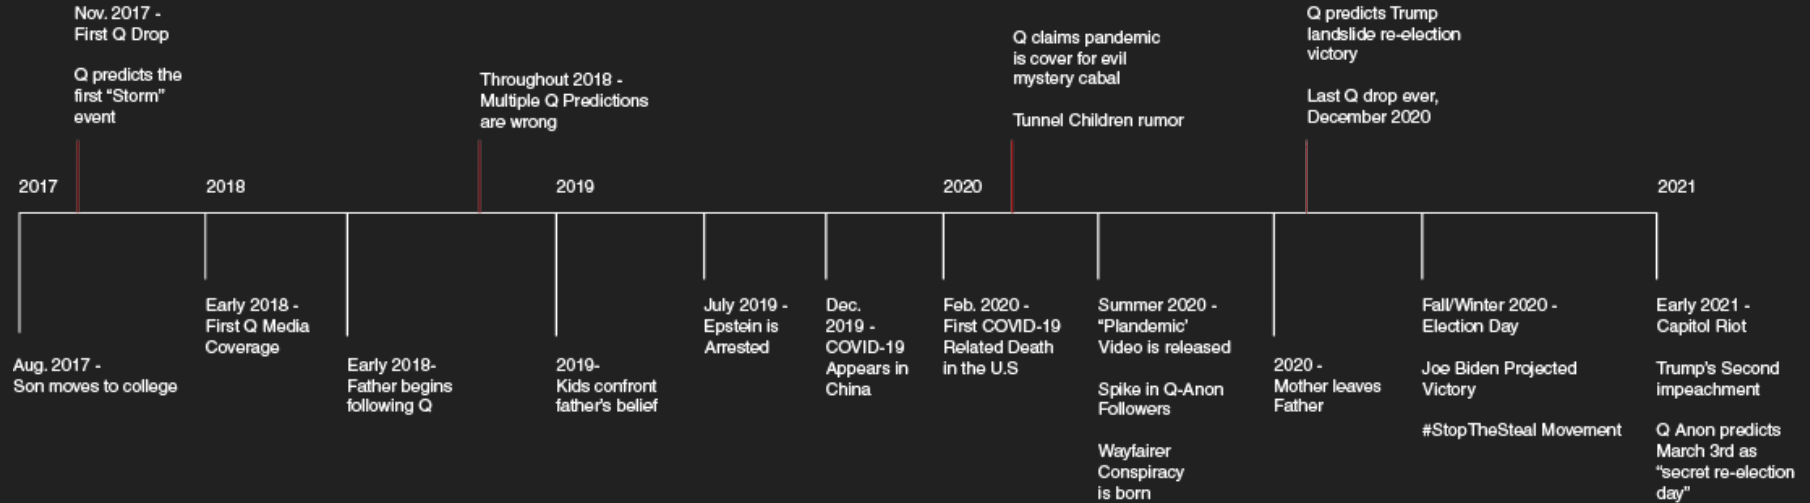 Nov. 2017 -
First Q Drop
Q predicts the
first “Storm”
event
Throughout 2018 -
Multiple Q Predictions
are wrong
Q claims pandemic
is cover for evil
mystery cabal
Tunnel Children rumor
Q predicts Trump
landslide re-election
victory
Last Q drop ever,
December 2020
2017
2018
2019
2020
2021
Aug. 2017 -
Son moves to college
Early 2018 -
First Q Media
Coverage
Early 2018-
Father begins
following Q
2019-
Kids confront
father's belief
July 2019 -
Epstein is
Arrested
Dec.
2019 -
COVID-19
Appears in
China
Feb. 2020 -
First COVID-19
Related Death
in the U.S
Summer 2020 -
“Plandemic’
Video is released
Spike in Q-Anon
Followers
Wayfairer
Conspiracy
is born
2020 -
Mother leaves
Father
Fall/Winter 2020 -
Election Day
Joe Biden Projected
Victory
#StopTheSteal Movement
Early 2021 -
Capitol Riot
Trump's Second
impeachment
Q Anon predicts
March 3rd as
“secret re-election
day”